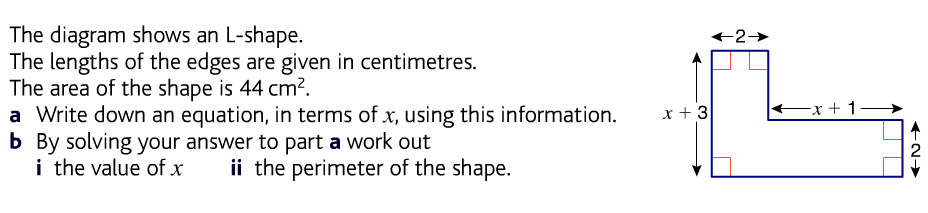 The diagram shows an L-shape.
The lengths of the edges are given in centimetres.
The area of the shape is 44 cm².
a Write down an equation, in terms of x, using this information.
b By solving your answer to part a work out
i the value of x ii the perimeter of the shape.
2
x + 3
x + 1
2